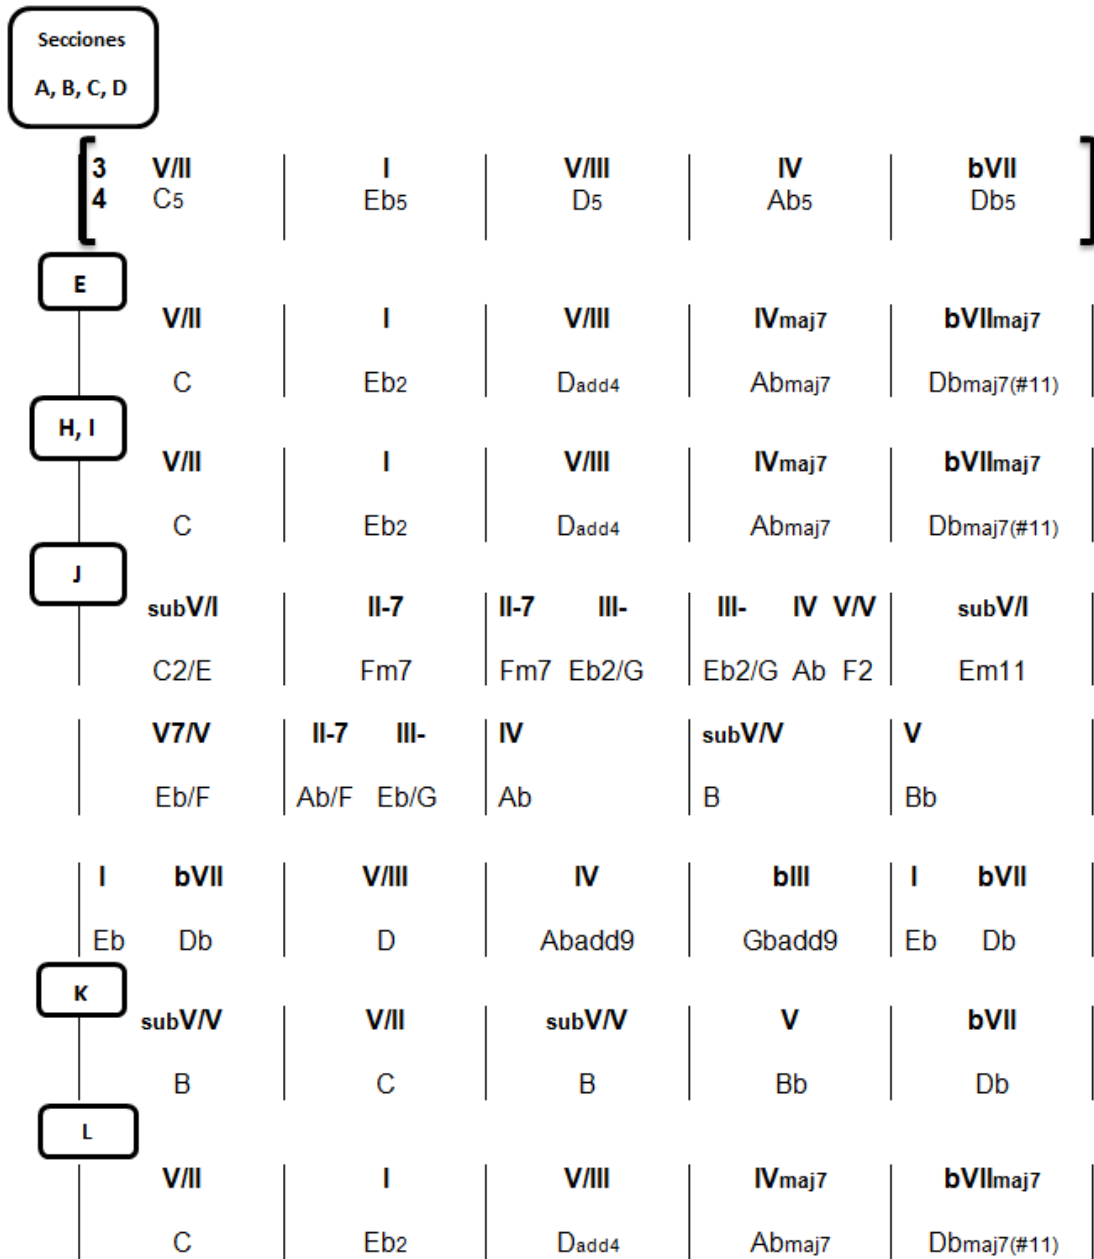 Secciones
A, B, C, D
3 V/II I V/III IV bVII
4 C5 Eb5 D5 Ab5 Db5
E
V/II I V/III IVmaj7 bVIImaj7
C Eb2 Dadd4 Abmaj7 Dbmaj7(#11)
H, I
V/II I V/III IVmaj7 bVIImaj7
C Eb2 Dadd4 Abmaj7 Dbmaj7(#11)
J
subV/I II-7 II-7 III- III- IV V/V subV/I
C2/E Fm7 Fm7 Eb2/G Eb2/G Ab F2 Em11
V7/V II-7 III- IV subV/V V
Eb/F Ab/F Eb/G Ab B Bb
I bVII V/III IV bIII I bVII
Eb Db D Abadd9 Gbadd9 Eb Db
K
subV/V V/II subV/V V bVII
B C B Bb Db
L
V/II I V/III IVmaj7 bVIImaj7
C Eb2 Dadd4 Abmaj7 Dbmaj7(#11)